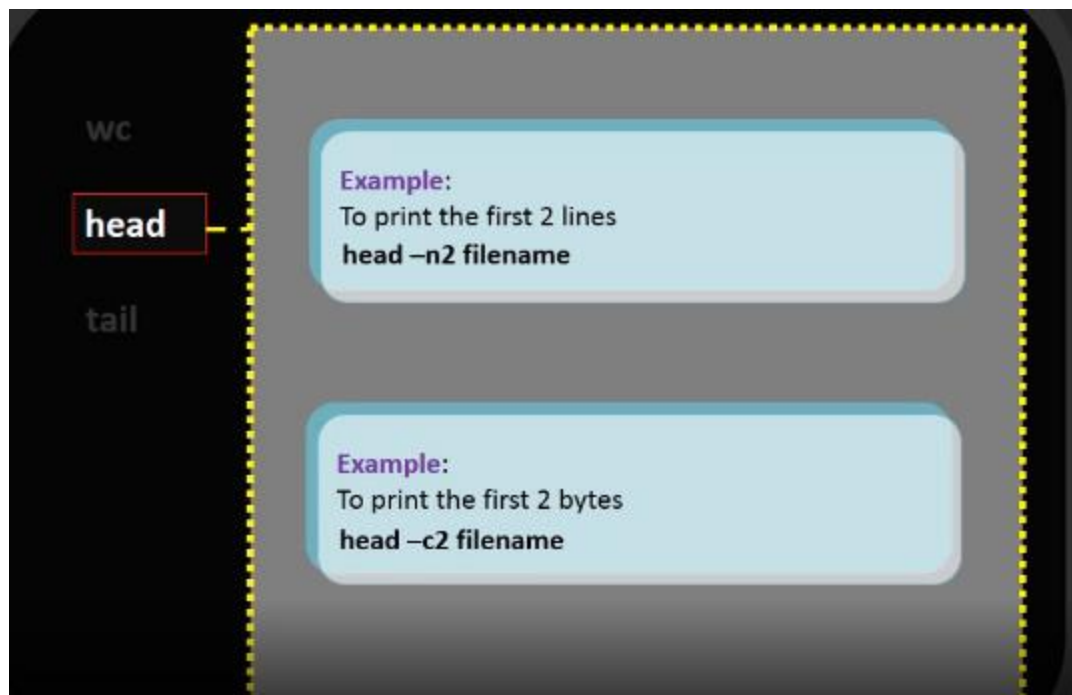 wc
head
tail
Example:
To print the first 2 lines
head –n2 filename
Example:
To print the first 2 bytes
head –c2 filename